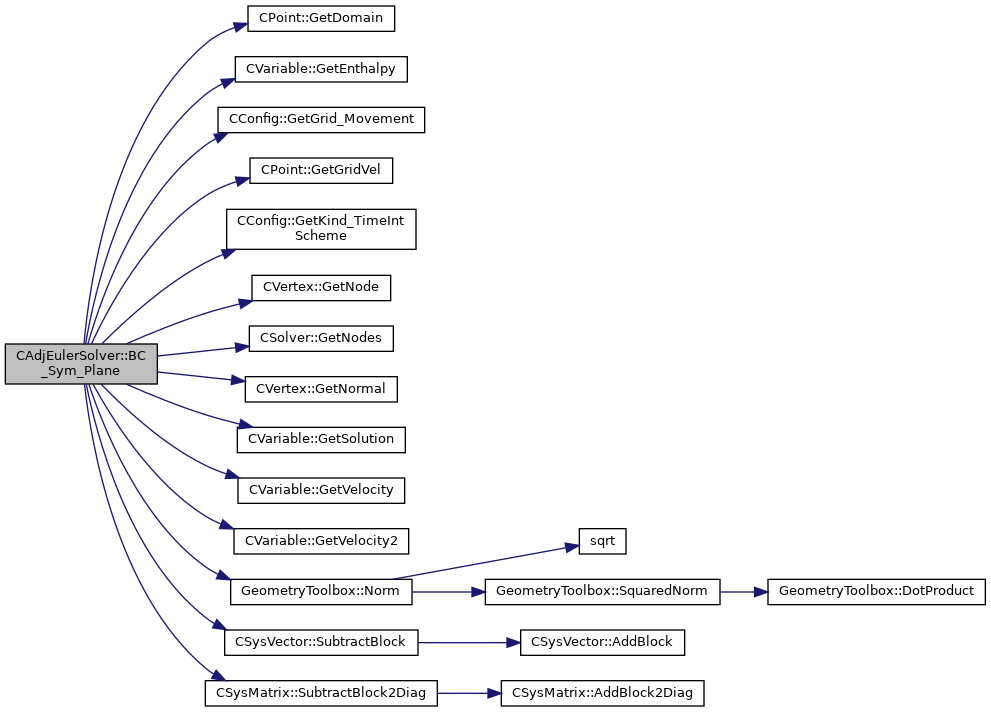 CPoint::GetDomain
CVariable::GetEnthalpy
CConfig::GetGrid_Movement
CPoint::GetGridVel
CConfig::GetKind_TimeInt
Scheme
CVertex::GetNode
CSolver::GetNodes
CAdjEulerSolver::BC
_Sym_Plane
CVertex::GetNormal
CVariable::GetSolution
CVariable::GetVelocity
CVariable::GetVelocity2
sqrt
GeometryToolbox::Norm
GeometryToolbox::SquaredNorm
GeometryToolbox::DotProduct
CSysVector::SubtractBlock
CSysVector::AddBlock
CSysMatrix::SubtractBlock2Diag
CSysMatrix::AddBlock2Diag